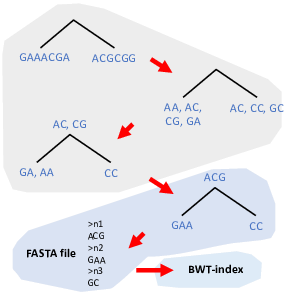 GAAACGA
ACGCGG
AA, AC,
CG, GA
AC, CC, GC
AC, CG
GA, AA
CC
ACG
GAA
CC
FASTA file
>n1
ACG
>n2
GAA
>n3
GC
BWT-index